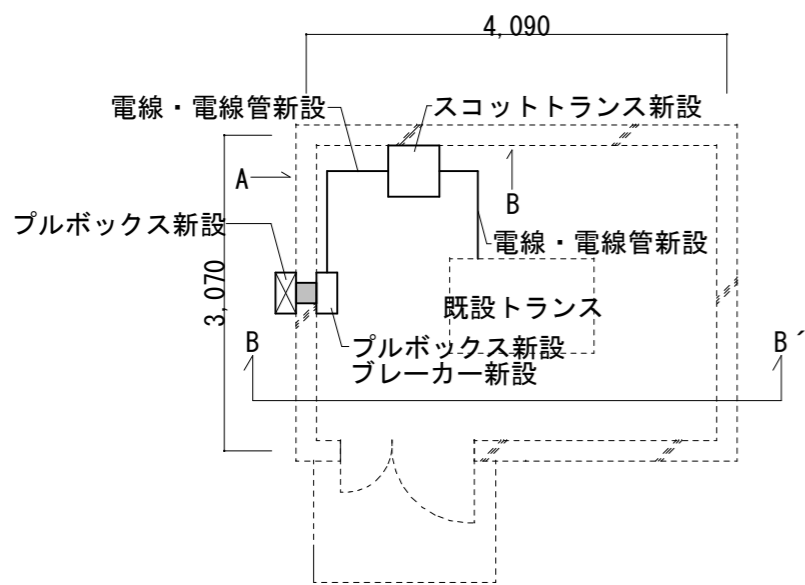 4,090
電線・電線管新設
スコットトランス新設
A
B
プルボックス新設
電線・電線管新設
3,070
既設トランス
B
プルボックス新設
ブレーカー新設
B´